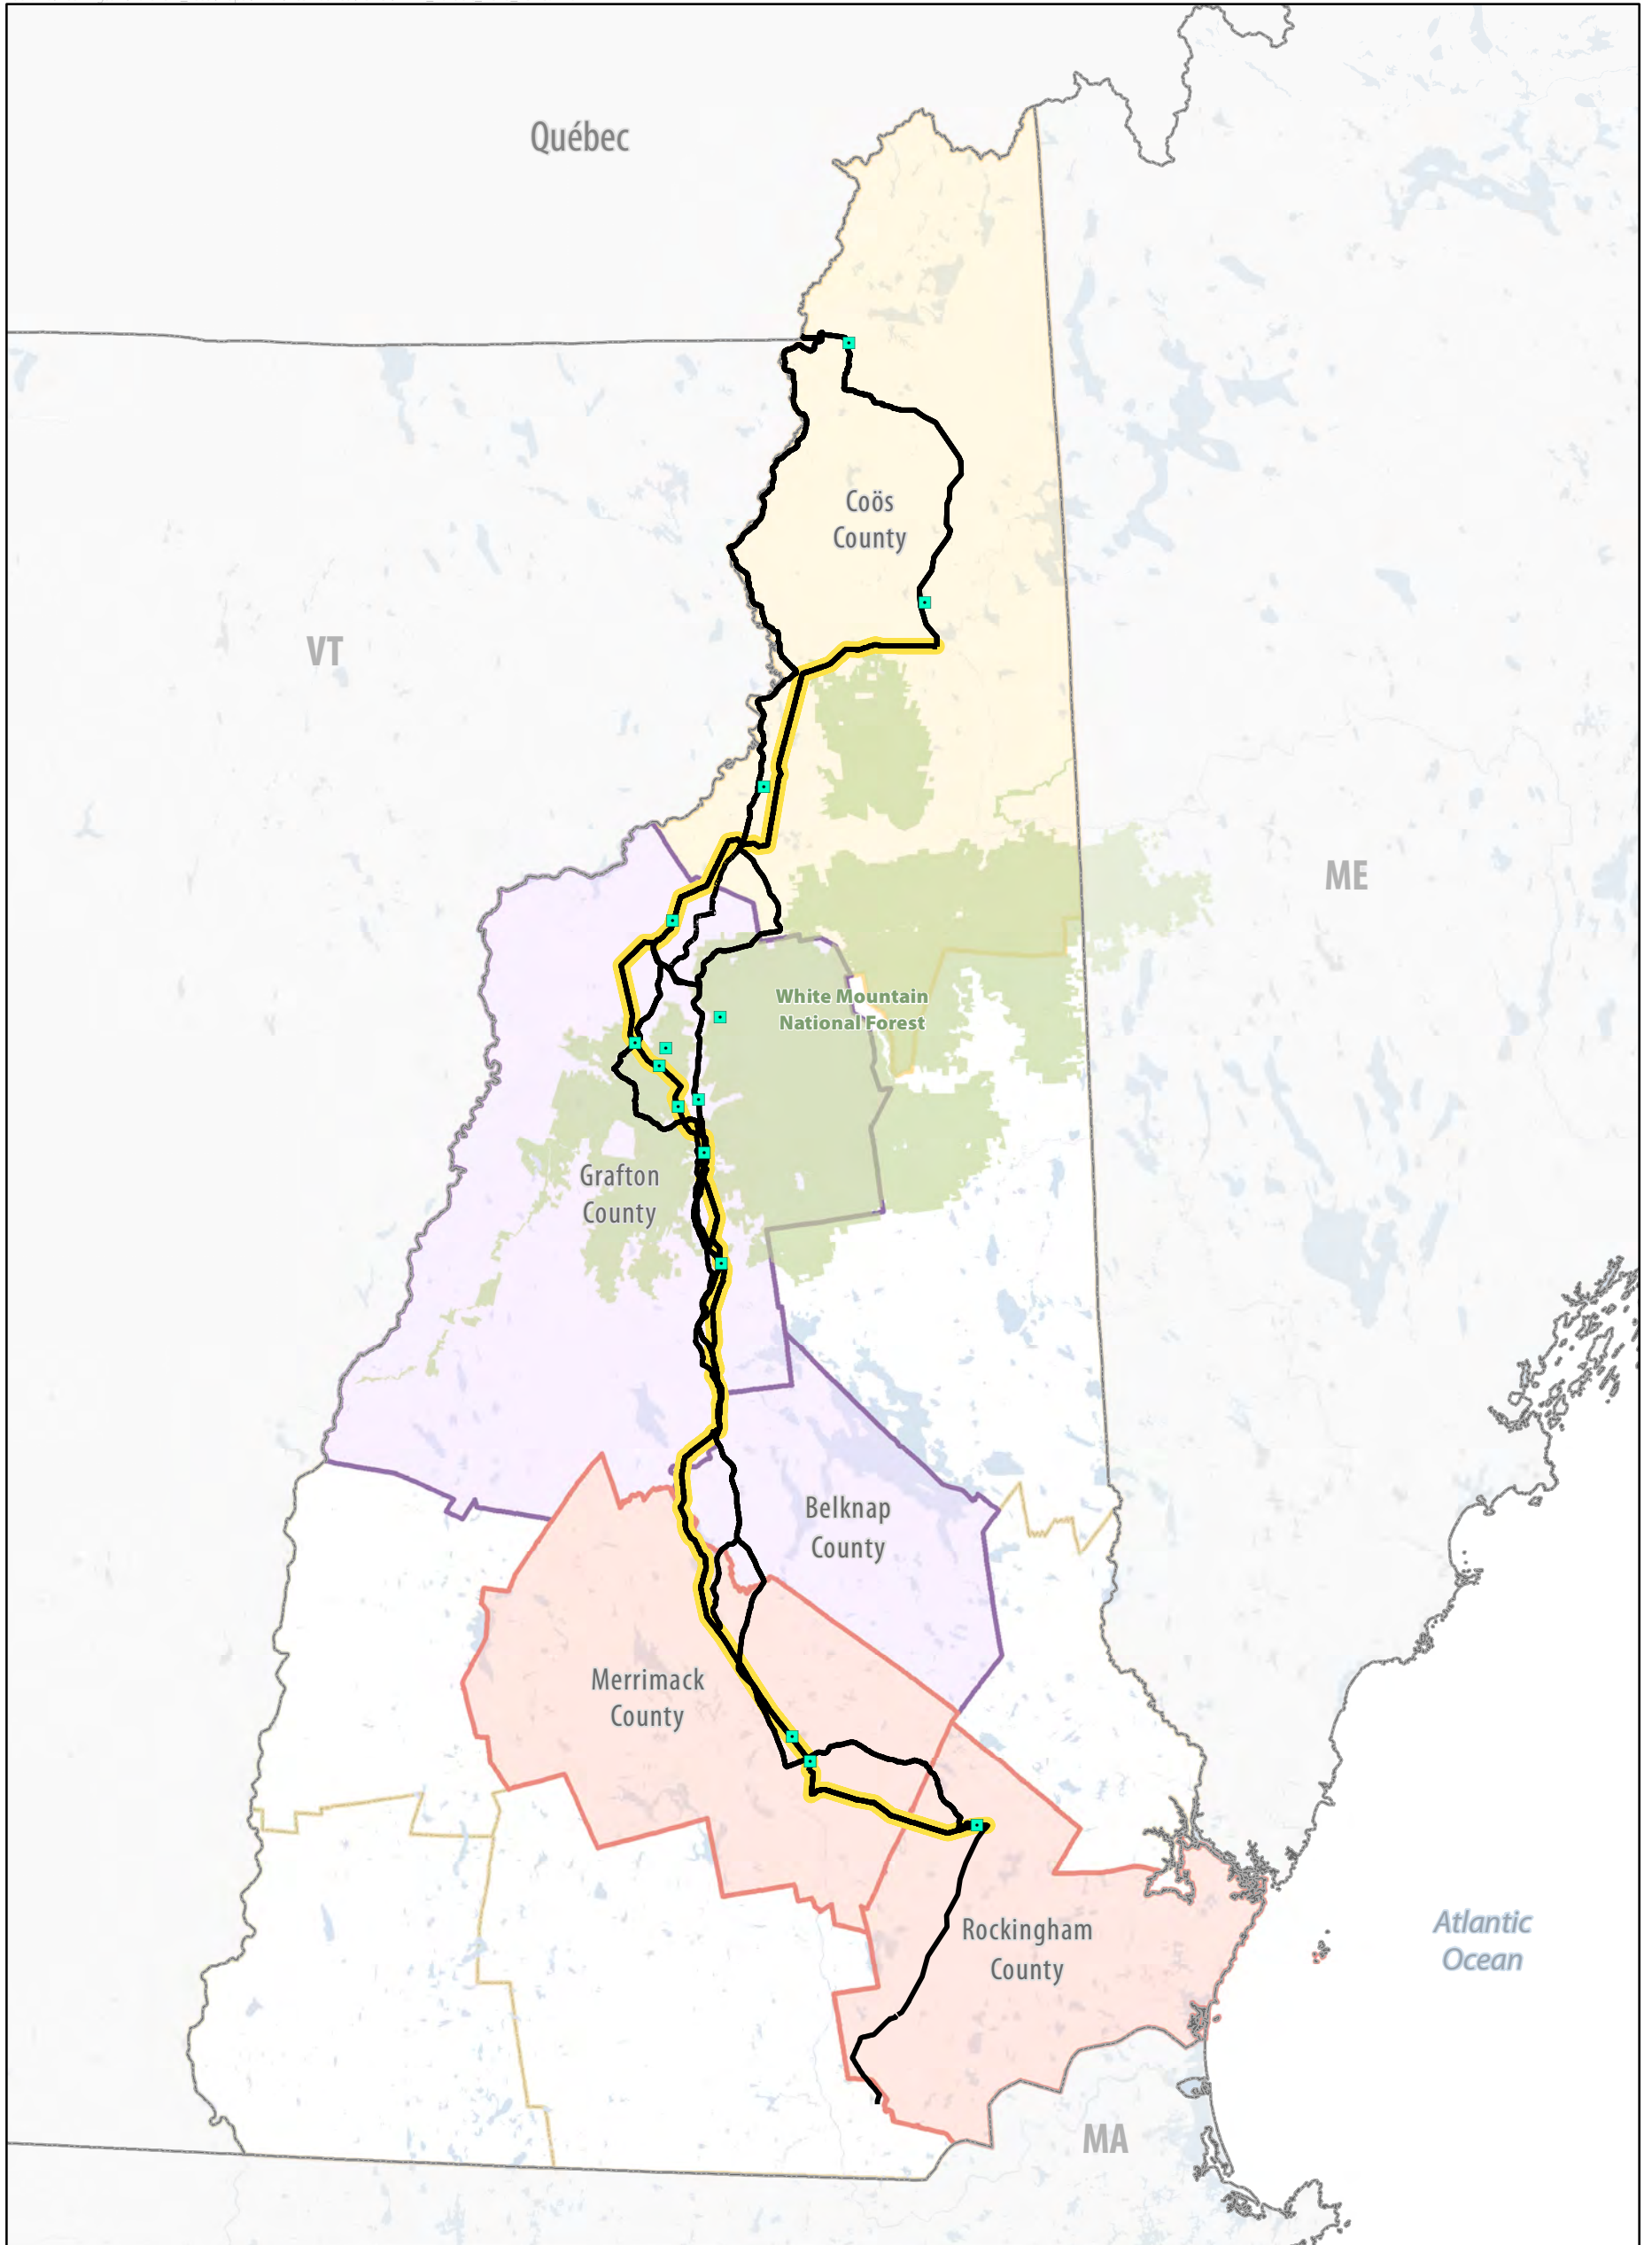 Québec
Coös
County
VT
ME
White Mountain
National Forest
Grafton
County
Belknap
County
Merrimack
County
Rockingham
County
Atlantic
Ocean
MA